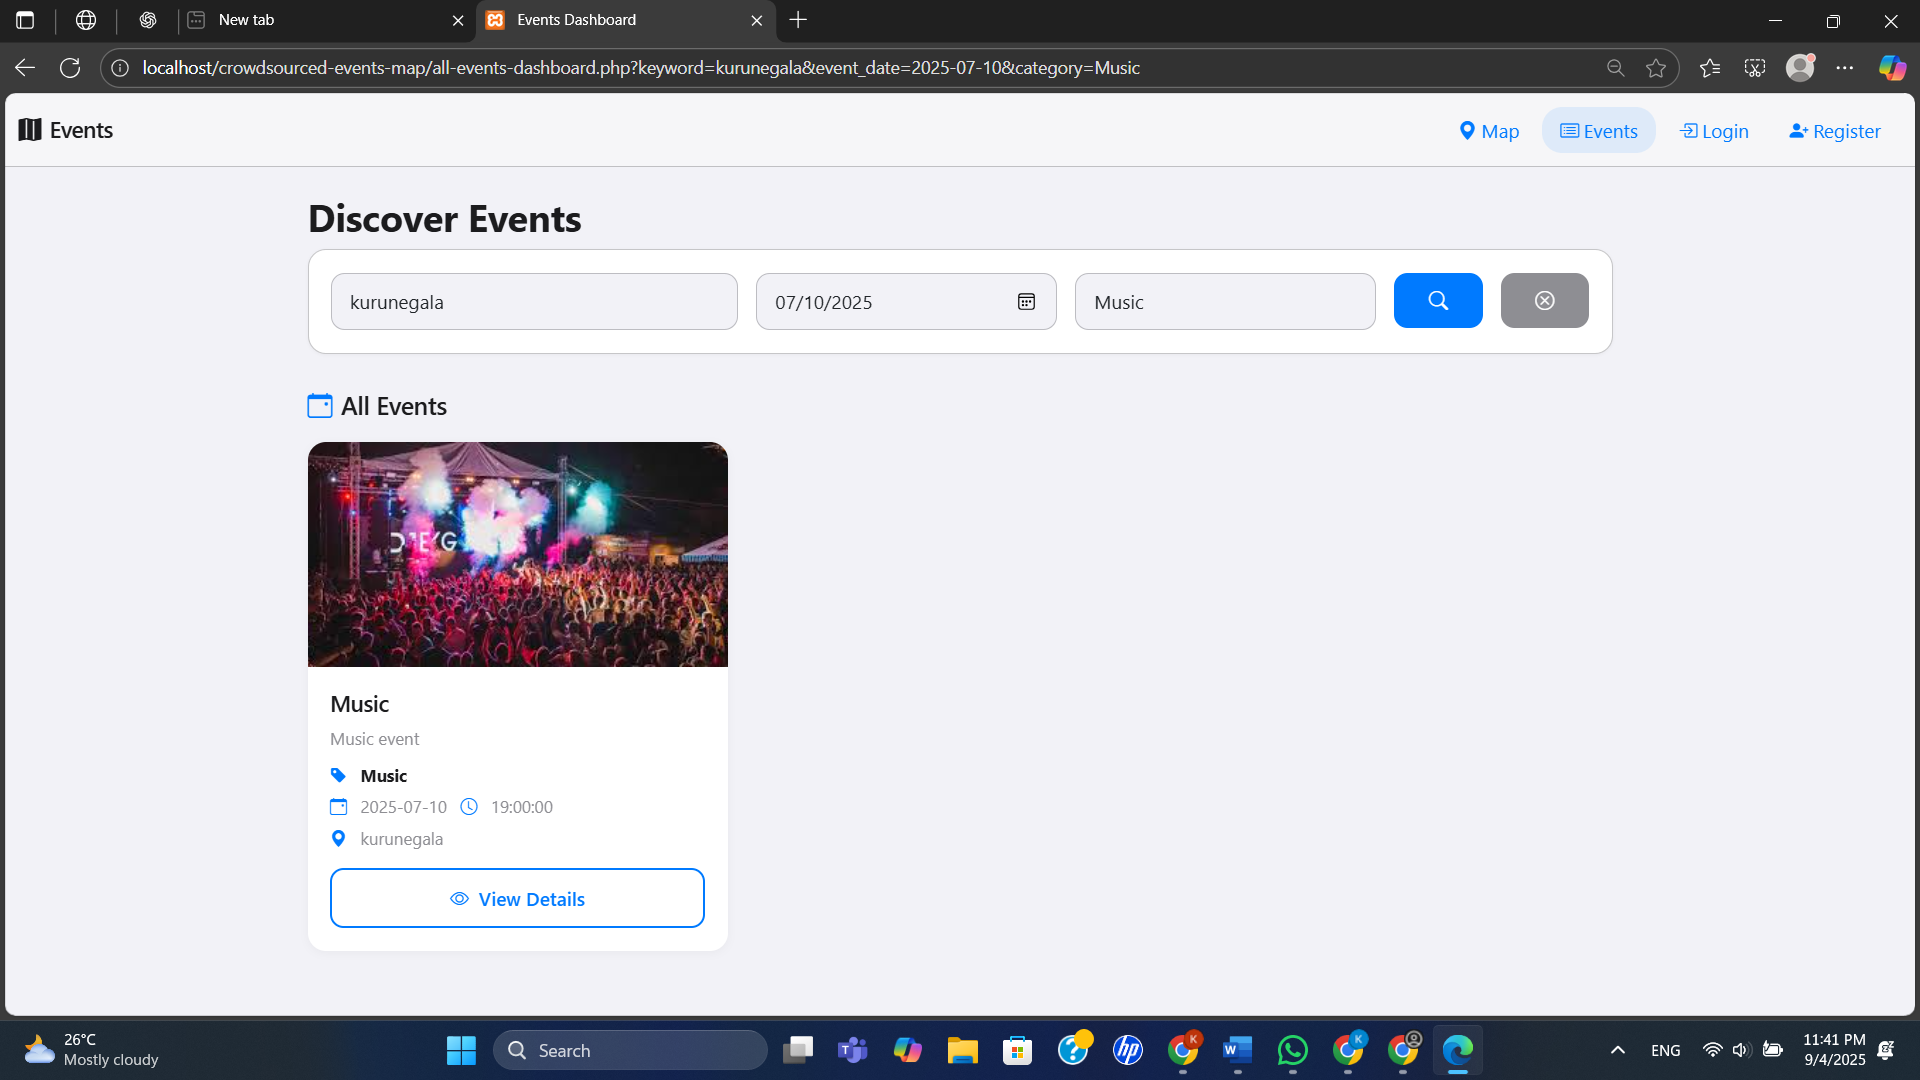 New tab
Events Dashboard
localhost/crowdsourced-events-map/all-events-dashboard.php?keyword=kurunegala&event_date=2025-07-10&category=Music
Events
Map
Events
Login
Register
Discover Events
kurunegala
07/10/2025
Music
All Events
Music
Music event
Music
2025-07-10 19:00:00
kurunegala
View Details
26°C
Mostly cloudy
Search
ENG
11:41 PM
9/4/2025